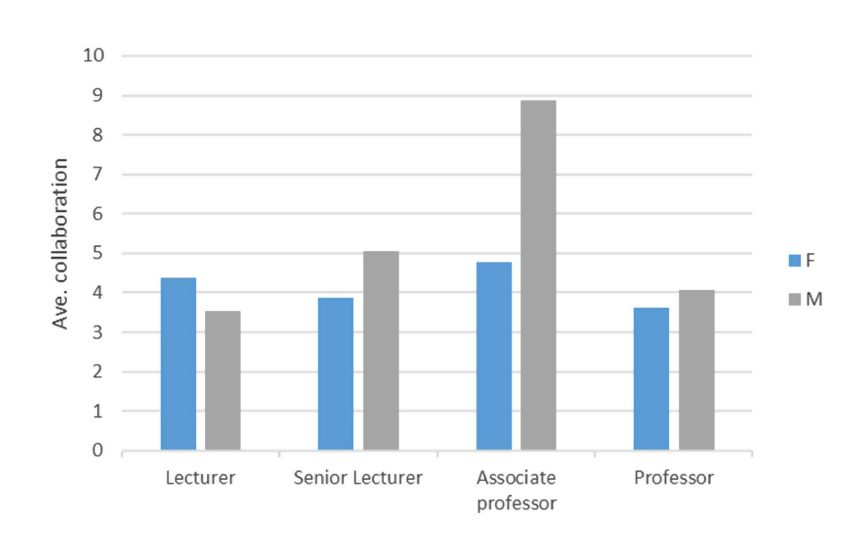 10
9
8
7
6
5
4
3
2
1
0
Ave. collaboration
Lecturer
Senior Lecturer
Associate
professor
Professor
F
M